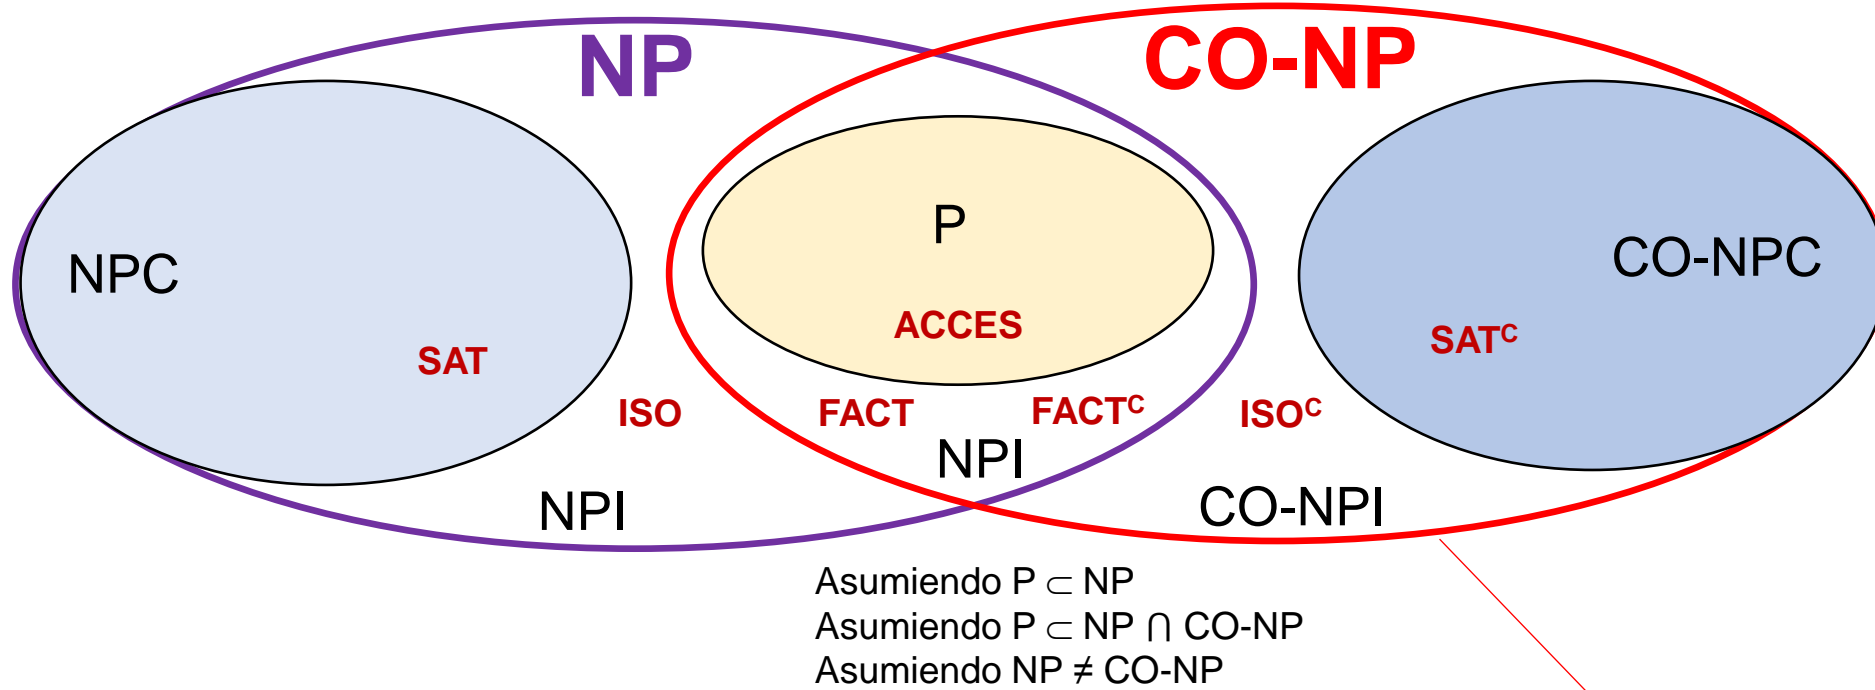 NP
CO-NP
P
NPC
CO-NPC
ACCES
SAT
SATᶜ
ISO
FACT
FACTᶜ
ISOᶜ
NPI
NPI
CO-NPI
Asumiendo P ⊂ NP
Asumiendo P ⊂ NP ⋂ CO-NP
Asumiendo NP ≠ CO-NP